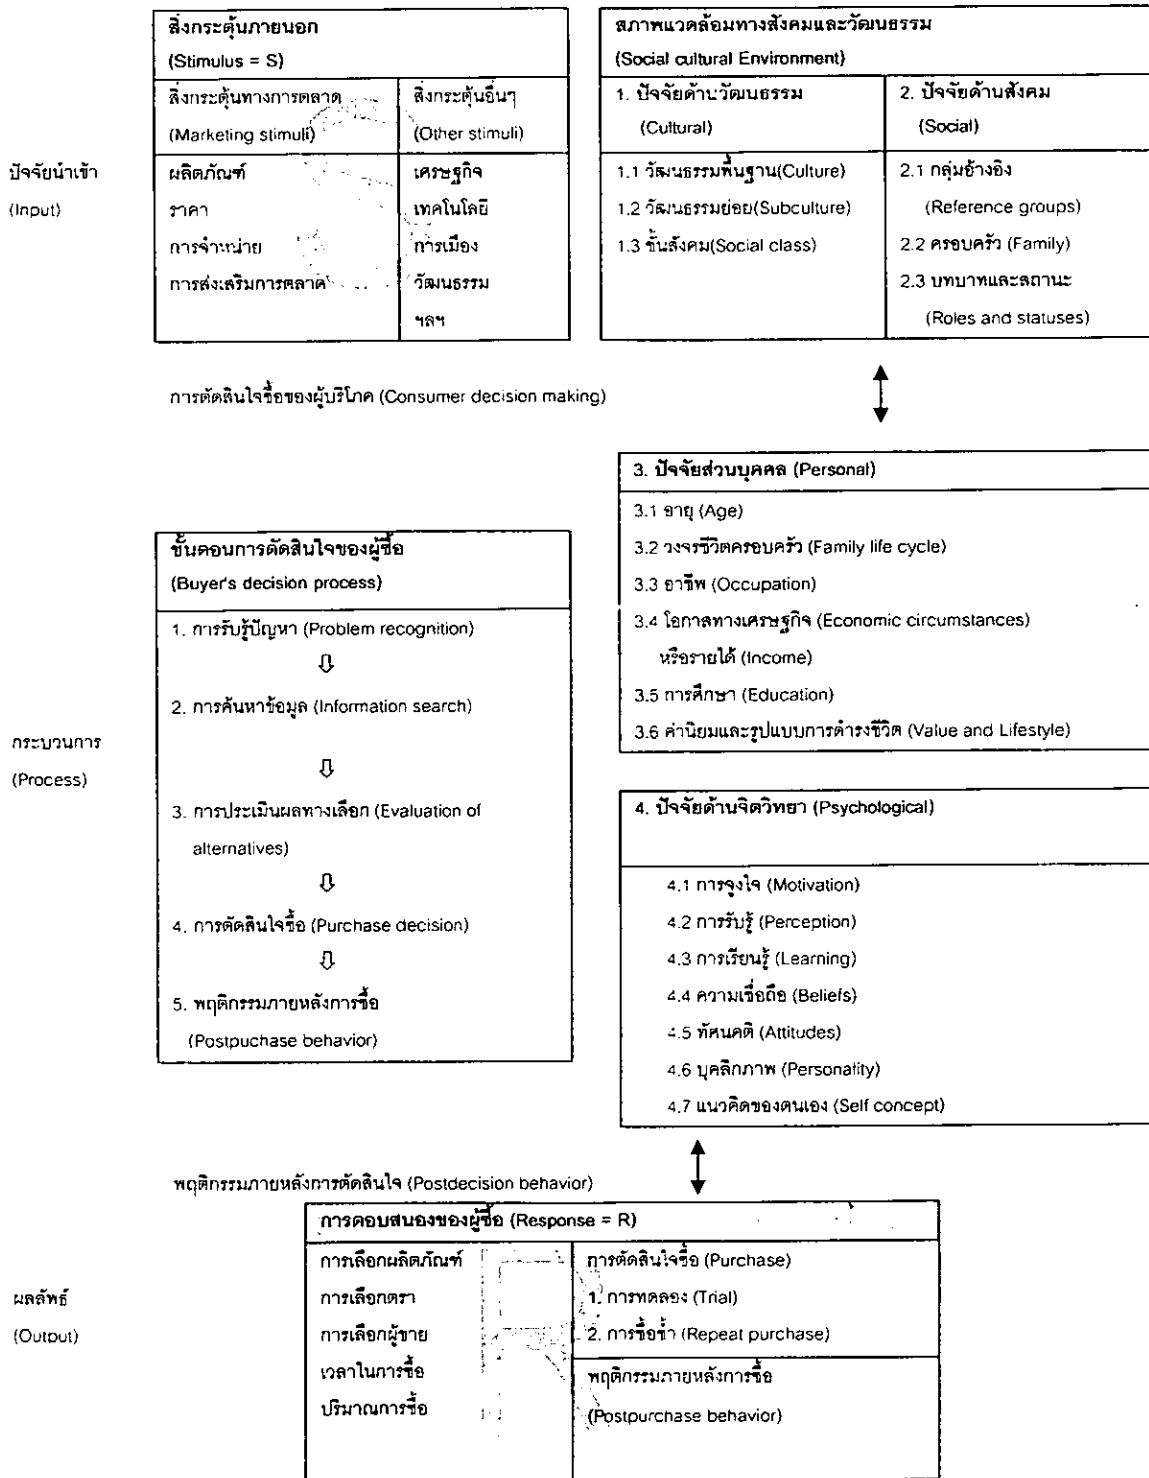 สิ่งกระตุ้นภายนอก
(Stimulus = S)
สิ่งกระตุ้นทางการตลาด
(Marketing stimuli)
สิ่งกระตุ้นอื่นๆ
(Other stimuli)
ปัจจัยนำเข้า
(Input)
ผลิตภัณฑ์
ราคา
การจำหน่าย
การส่งเสริมการตลาด
เศรษฐกิจ
เทคโนโลยี
การเมือง
วัฒนธรรม
ฯลฯ
สภาพแวดล้อมทางสังคมและวัฒนธรรม
(Social cultural Environment)
1. ปัจจัยด้านวัฒนธรรม
(Cultural)
2. ปัจจัยด้านสังคม
(Social)
1.1 วัฒนธรรมพื้นฐาน(Culture)
1.2 วัฒนธรรมย่อย(Subculture)
1.3 ชั้นสังคม(Social class)
2.1 กลุ่มอ้างอิง
(Reference groups)
2.2 ครอบครัว (Family)
2.3 บทบาทและสถานะ
(Roles and statuses)
การตัดสินใจซื้อของผู้บริโภค (Consumer decision making)
กระบวนการ
(Process)
ขั้นตอนการตัดสินใจของผู้ซื้อ
(Buyer's decision process)
1. การรับรู้ปัญหา (Problem recognition)
2. การค้นหาข้อมูล (Information search)
3. การประเมินผลทางเลือก (Evaluation of
alternatives)
4. การตัดสินใจซื้อ (Purchase decision)
5. พฤติกรรมภายหลังการซื้อ
(Postpuchase behavior)
3. ปัจจัยส่วนบุคคล (Personal)
3.1 อายุ (Age)
3.2 วงจรชีวิตครอบครัว (Family life cycle)
3.3 อาชีพ (Occupation)
3.4 โอกาสทางเศรษฐกิจ (Economic circumstances)
หรือรายได้ (Income)
3.5 การศึกษา (Education)
3.6 ค่านิยมและรูปแบบการดำรงชีวิต (Value and Lifestyle)
4. ปัจจัยด้านจิตวิทยา (Psychological)
4.1 การจูงใจ (Motivation)
4.2 การรับรู้ (Perception)
4.3 การเรียนรู้ (Learning)
4.4 ความเชื่อถือ (Beliefs)
4.5 ทัศนคติ (Attitudes)
4.6 บุคลิกภาพ (Personality)
4.7 แนวคิดของตนเอง (Self concept)
พฤติกรรมภายหลังการตัดสินใจ (Postdecision behavior)
ผลลัพธ์
(Output)
การตอบสนองของผู้ซื้อ (Response = R)
การเลือกผลิตภัณฑ์
การเลือกตรา
การเลือกผู้ขาย
เวลาในการซื้อ
ปริมาณการซื้อ
การตัดสินใจซื้อ (Purchase)
1. การทดลอง (Trial)
2. การซื้อซ้ำ (Repeat purchase)
พฤติกรรมภายหลังการซื้อ
(Postpurchase behavior)